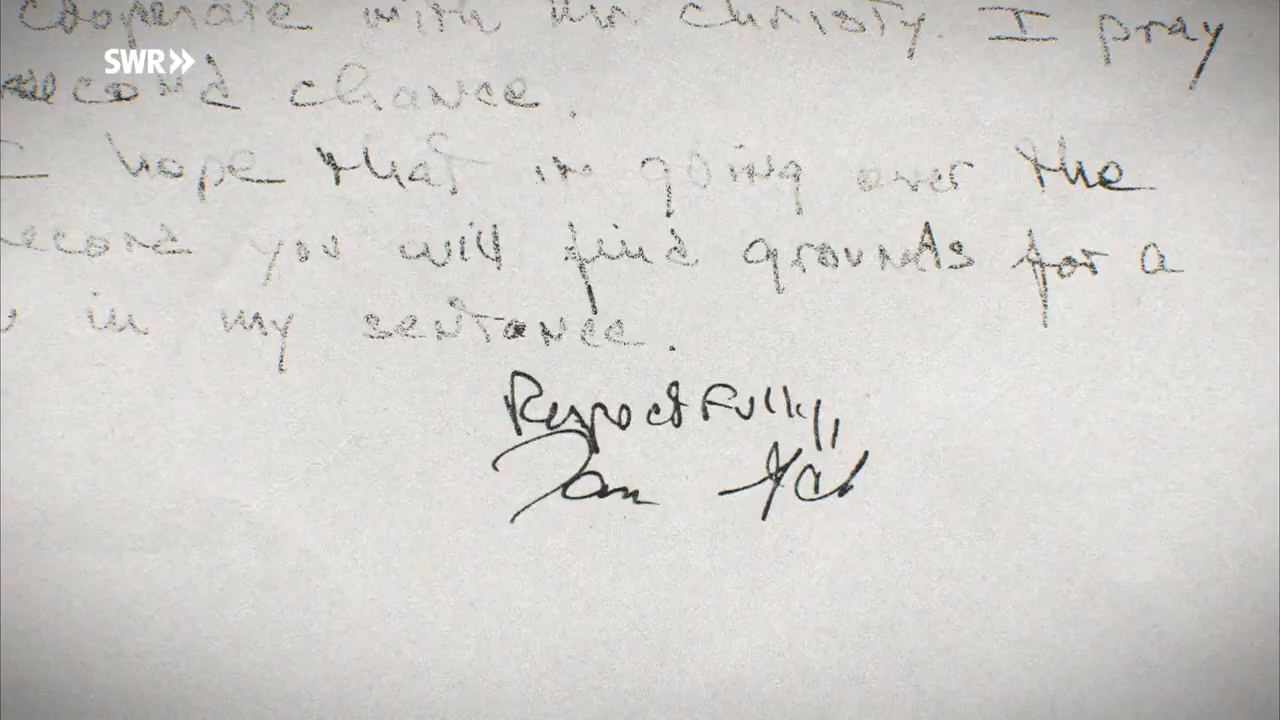 cooperate with Mr Christy. I pray
SWR
second chance.
I hope that in going over the
record you will find grounds for a
in my sentance.
Respectfully,